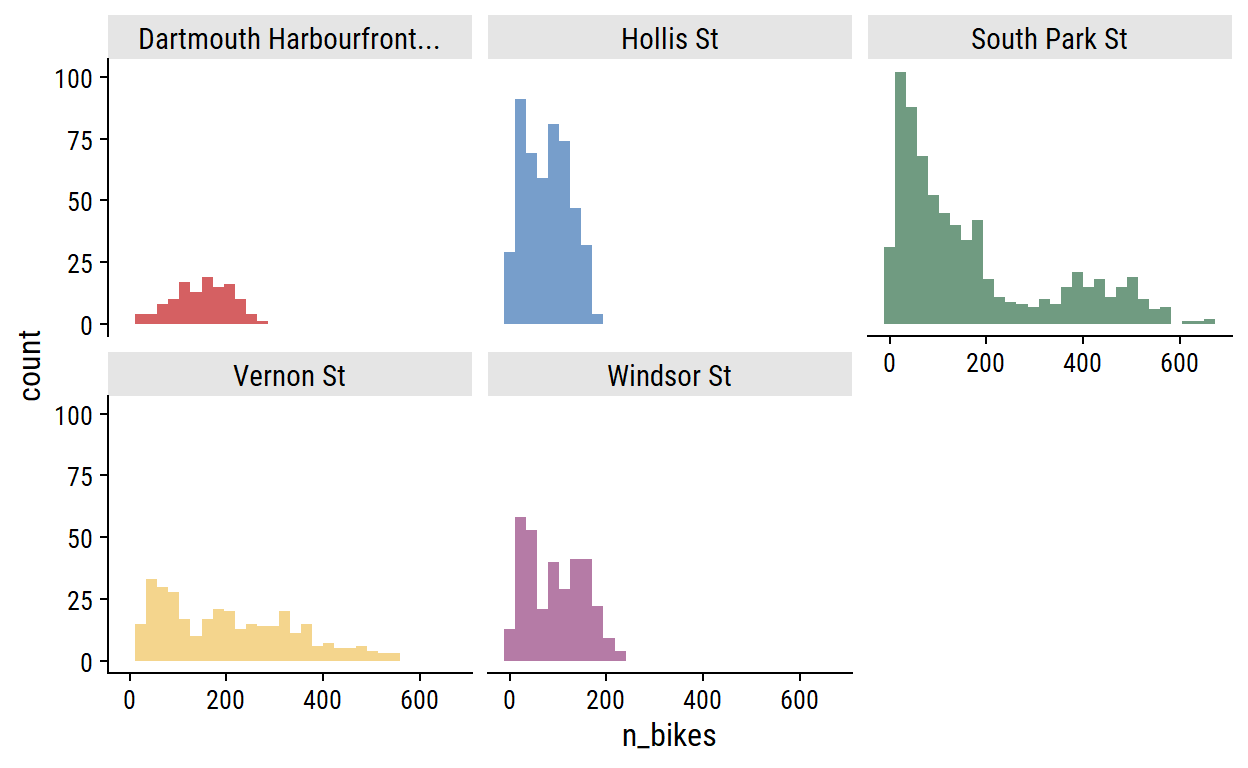 Dartmouth Harbourfront...
Hollis St
South Park St
100
75
50
25
0
0 200 400 600
count
Vernon St
Windsor St
100
75
50
25
0
0 200 400 600
0 200 400 600
n_bikes